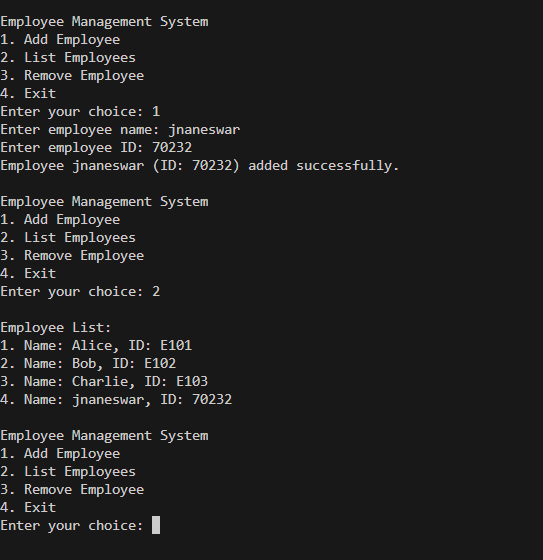 Employee Management System
1. Add Employee
2. List Employees
3. Remove Employee
4. Exit
Enter your choice: 1
Enter employee name: jnaneswar
Enter employee ID: 70232
Employee jnaneswar (ID: 70232) added successfully.
Employee Management System
1. Add Employee
2. List Employees
3. Remove Employee
4. Exit
Enter your choice: 2
Employee List:
1. Name: Alice, ID: E101
2. Name: Bob, ID: E102
3. Name: Charlie, ID: E103
4. Name: jnaneswar, ID: 70232
Employee Management System
1. Add Employee
2. List Employees
3. Remove Employee
4. Exit
Enter your choice: